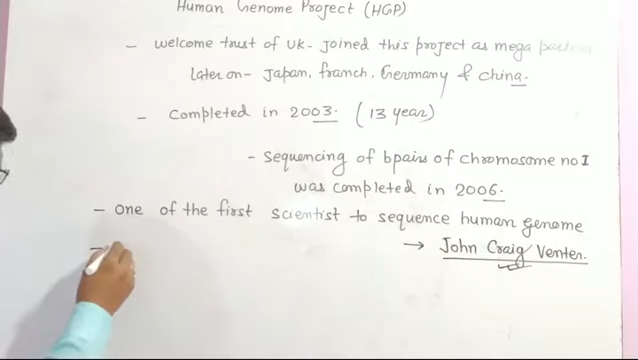 Human Genome Project (HGP)
- welcome trust of UK- joined this project as mega partner
later on- Japan, franch, Germany & china
- completed in 2003. (13 year)
- Sequencing of bpairs of chromosome no I
was completed in 2006.
- one of the first scientist to sequence human genome
→ John Craig Venter.
-